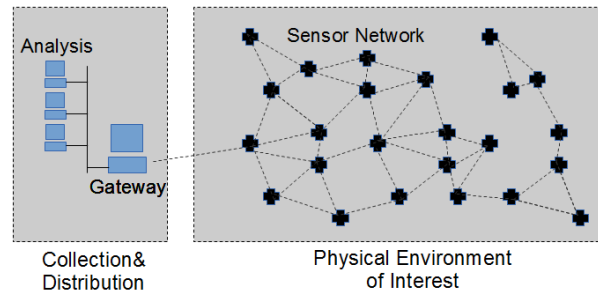 Analysis
Sensor Network
Gateway
Collection&
Distribution
Physical Environment
of Interest